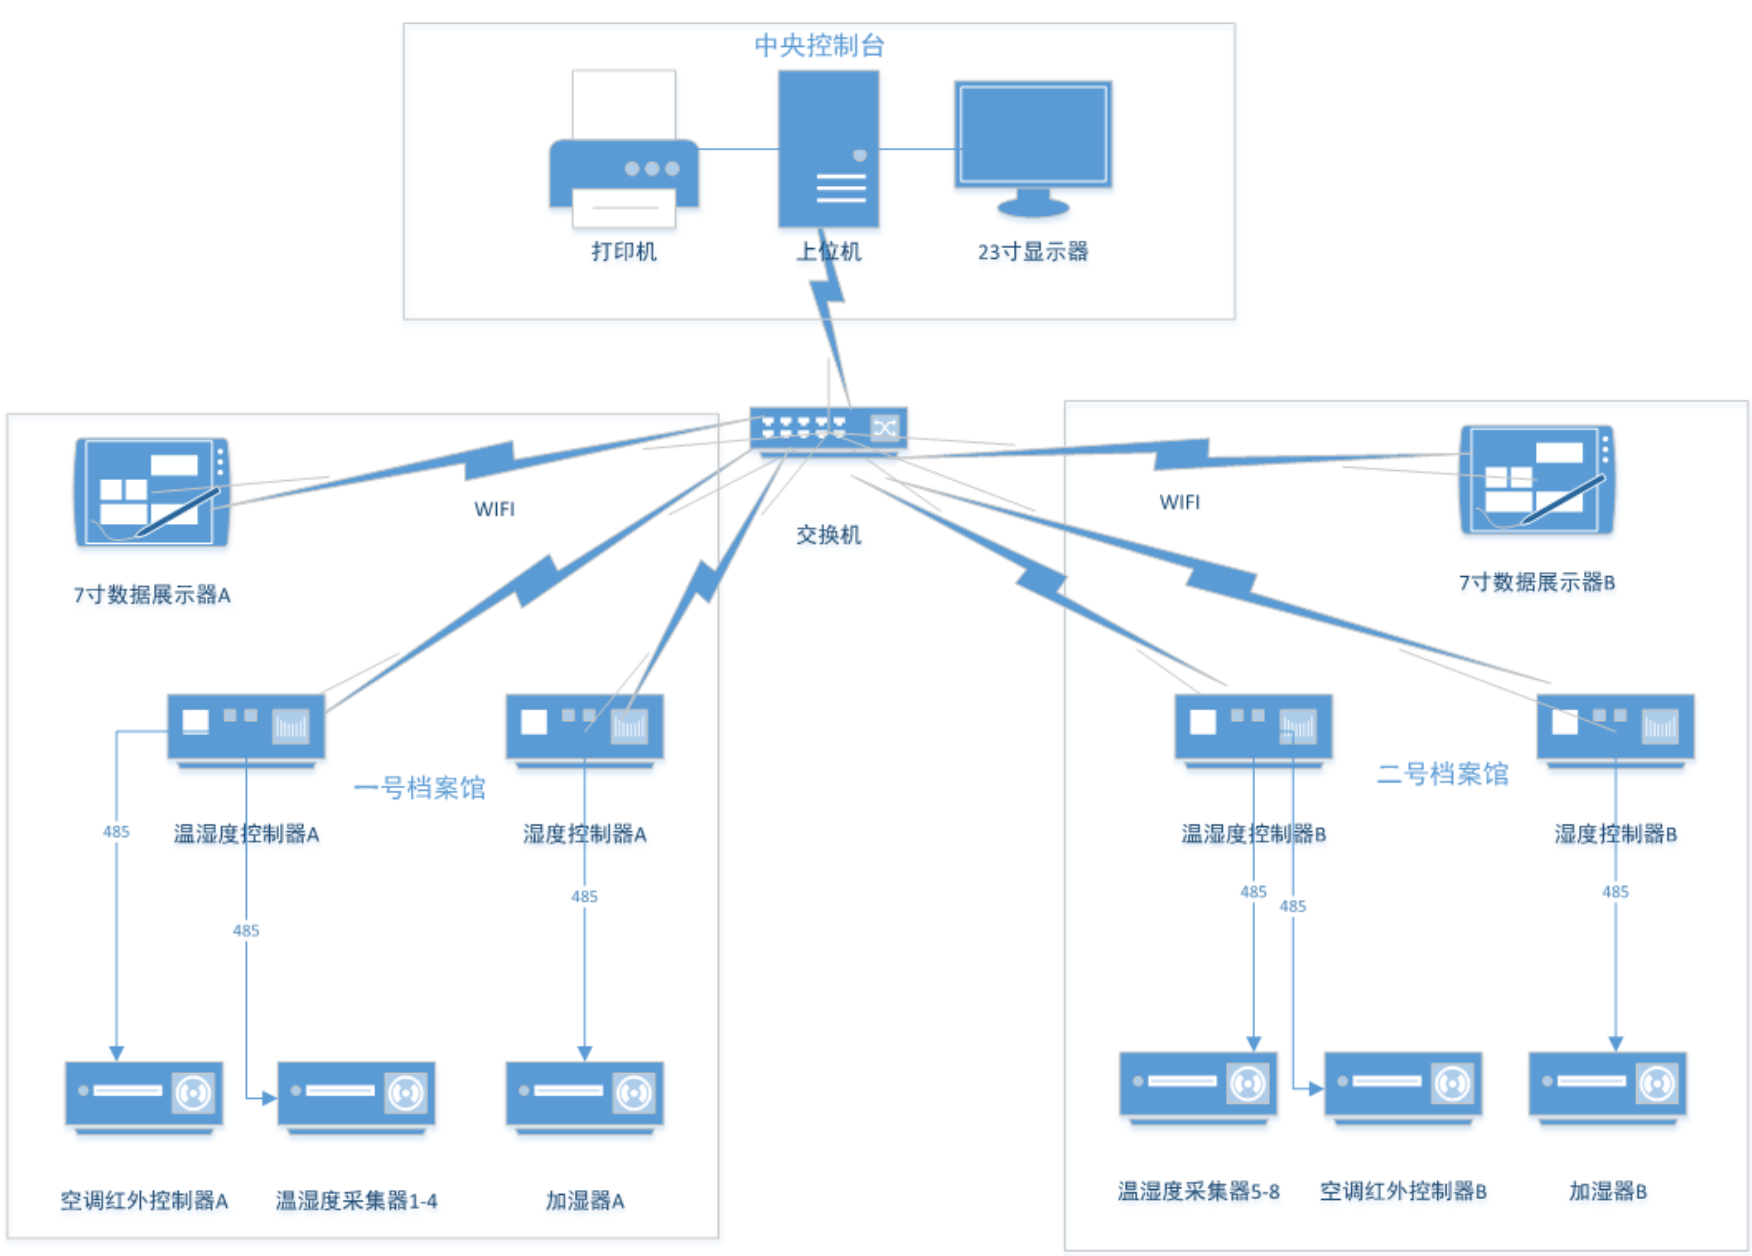 中央控制台
打印机
上位机
23寸显示器
WIFI
交换机
WIFI
7寸数据展示器A
7寸数据展示器B
一号档案馆
二号档案馆
温湿度控制器A
湿度控制器A
温湿度控制器B
湿度控制器B
485
485
485
485
485
485
空调红外控制器A
温湿度采集器1-4
加湿器A
温湿度采集器5-8
空调红外控制器B
加湿器B